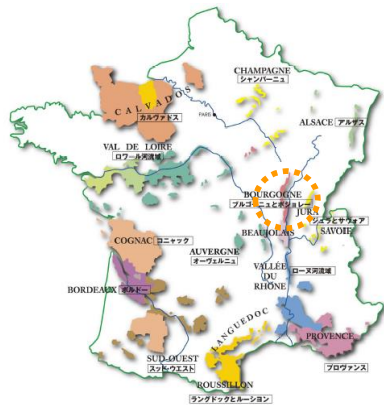 CHAMPAGNE
シャンパーニュ
CALVADOS
カルヴァドス
PARIS
ALSACE アルザス
VAL DE LOIRE
ロワール河流域
BOURGOGNE
ブルゴーニュとボジョレー
JURA
ジュラとサヴォア
BEAUJOLAIS
SAVOIE
COGNAC コニャック
AUVERGNE
オーヴェルニュ
VALLÉE
DU
RHÔNE
ローヌ河流域
BORDEAUX ボルドー
LANGUEDOC
PROVENCE
プロヴァンス
SUD-OUEST
スッド・ウエスト
ROUSSILLON
ラングドックとルーション